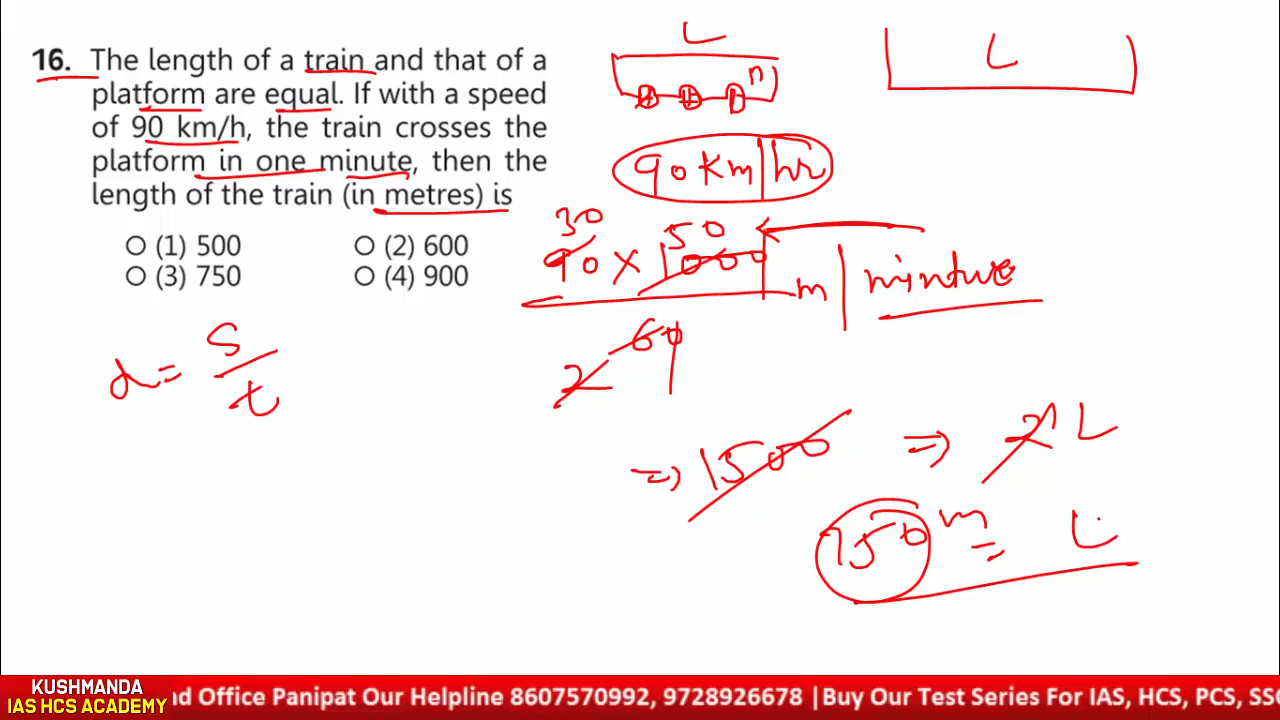 16. The length of a train and that of a
platform are equal. If with a speed
of 90 km/h, the train crosses the
platform in one minute, then the
length of the train (in metres) is
(1) 500 (2) 600
(3) 750 (4) 900
L
L
90 Km/hr
30 50
90 x 1000 m/mintue
60
2
d = S/t
⇒ 1500 ⇒ 2L
750 m = L
KUSHMANDA
IAS HCS ACADEMY
nd Office Panipat Our Helpline 8607570992, 9728926678 |Buy Our Test Series For IAS, HCS, PCS, SSC